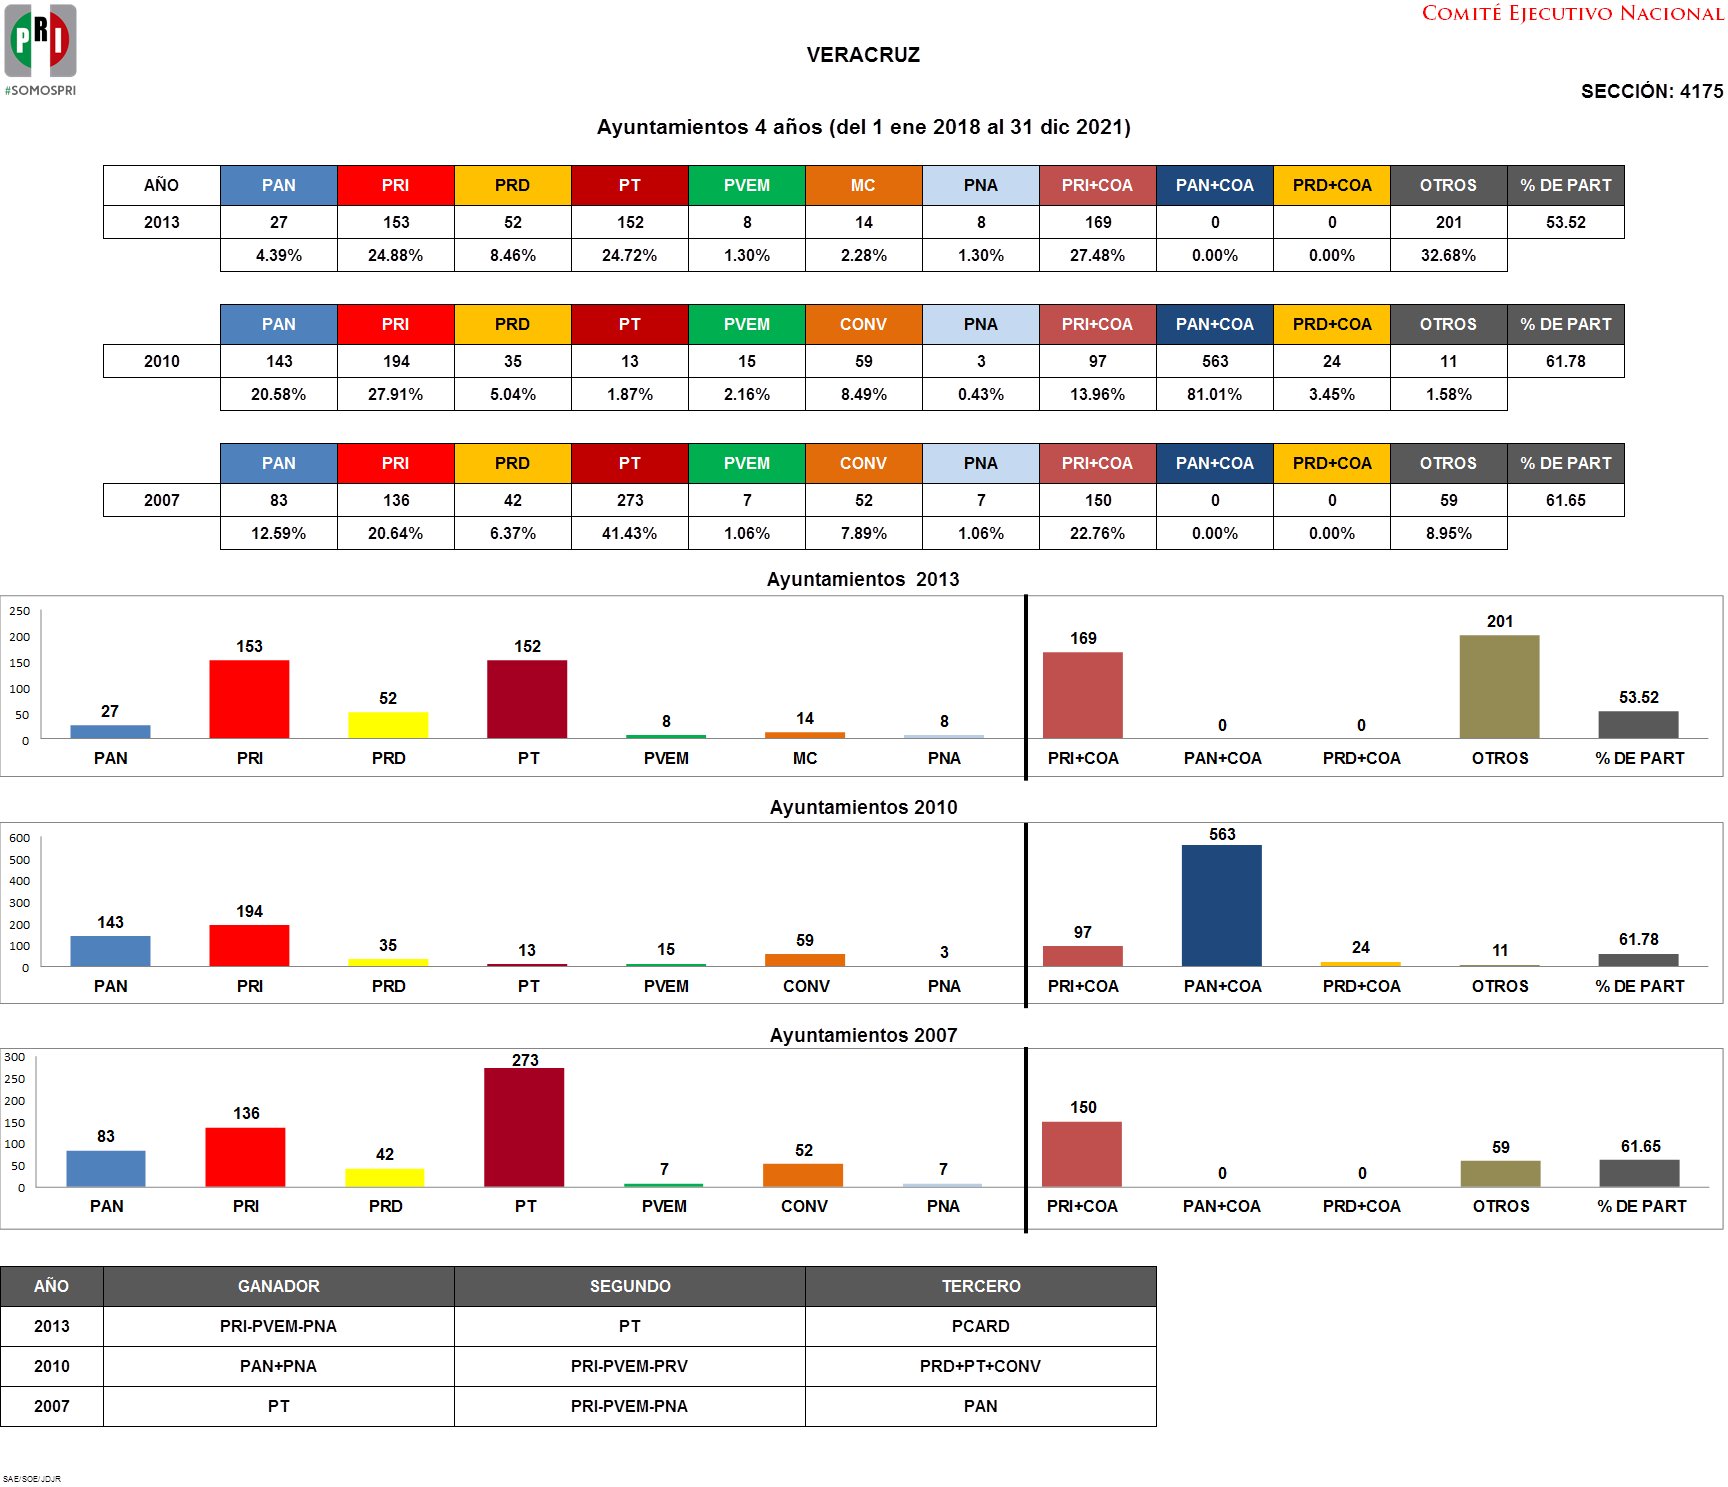 COMITÉ EJECUTIVO NACIONAL
PRI
#SOMOSPRI
VERACRUZ
SECCIÓN: 4175
Ayuntamientos 4 años (del 1 ene 2018 al 31 dic 2021)
AÑO PAN PRI PRD PT PVEM MC PNA PRI+COA PAN+COA PRD+COA OTROS % DE PART
2013 27 153 52 152 8 14 8 169 0 0 201 53.52
4.39% 24.88% 8.46% 24.72% 1.30% 2.28% 1.30% 27.48% 0.00% 0.00% 32.68%
PAN PRI PRD PT PVEM CONV PNA PRI+COA PAN+COA PRD+COA OTROS % DE PART
2010 143 194 35 13 15 59 3 97 563 24 11 61.78
20.58% 27.91% 5.04% 1.87% 2.16% 8.49% 0.43% 13.96% 81.01% 3.45% 1.58%
PAN PRI PRD PT PVEM CONV PNA PRI+COA PAN+COA PRD+COA OTROS % DE PART
2007 83 136 42 273 7 52 7 150 0 0 59 61.65
12.59% 20.64% 6.37% 41.43% 1.06% 7.89% 1.06% 22.76% 0.00% 0.00% 8.95%
Ayuntamientos 2013
250
200
150
100
50
0
27 153 52 152 8 14 8 169 0 0 201 53.52
PAN PRI PRD PT PVEM MC PNA PRI+COA PAN+COA PRD+COA OTROS % DE PART
Ayuntamientos 2010
600
500
400
300
200
100
0
143 194 35 13 15 59 3 97 563 24 11 61.78
PAN PRI PRD PT PVEM CONV PNA PRI+COA PAN+COA PRD+COA OTROS % DE PART
Ayuntamientos 2007
300
250
200
150
100
50
0
83 136 42 273 7 52 7 150 0 0 59 61.65
PAN PRI PRD PT PVEM CONV PNA PRI+COA PAN+COA PRD+COA OTROS % DE PART
AÑO GANADOR SEGUNDO TERCERO
2013 PRI-PVEM-PNA PT PCARD
2010 PAN+PNA PRI-PVEM-PRV PRD+PT+CONV
2007 PT PRI-PVEM-PNA PAN
SAE/SOE/JDJR